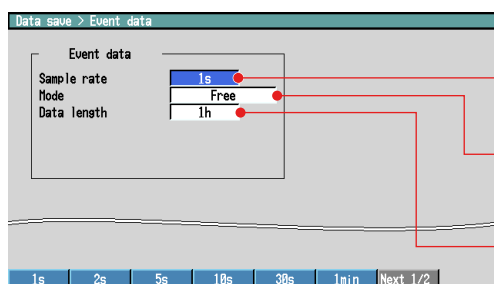 Data save > Event data
Event data
Sample rate 1s
Mode Free
Data length 1h
1s 2s 5s 10s 30s 1min Next 1/2